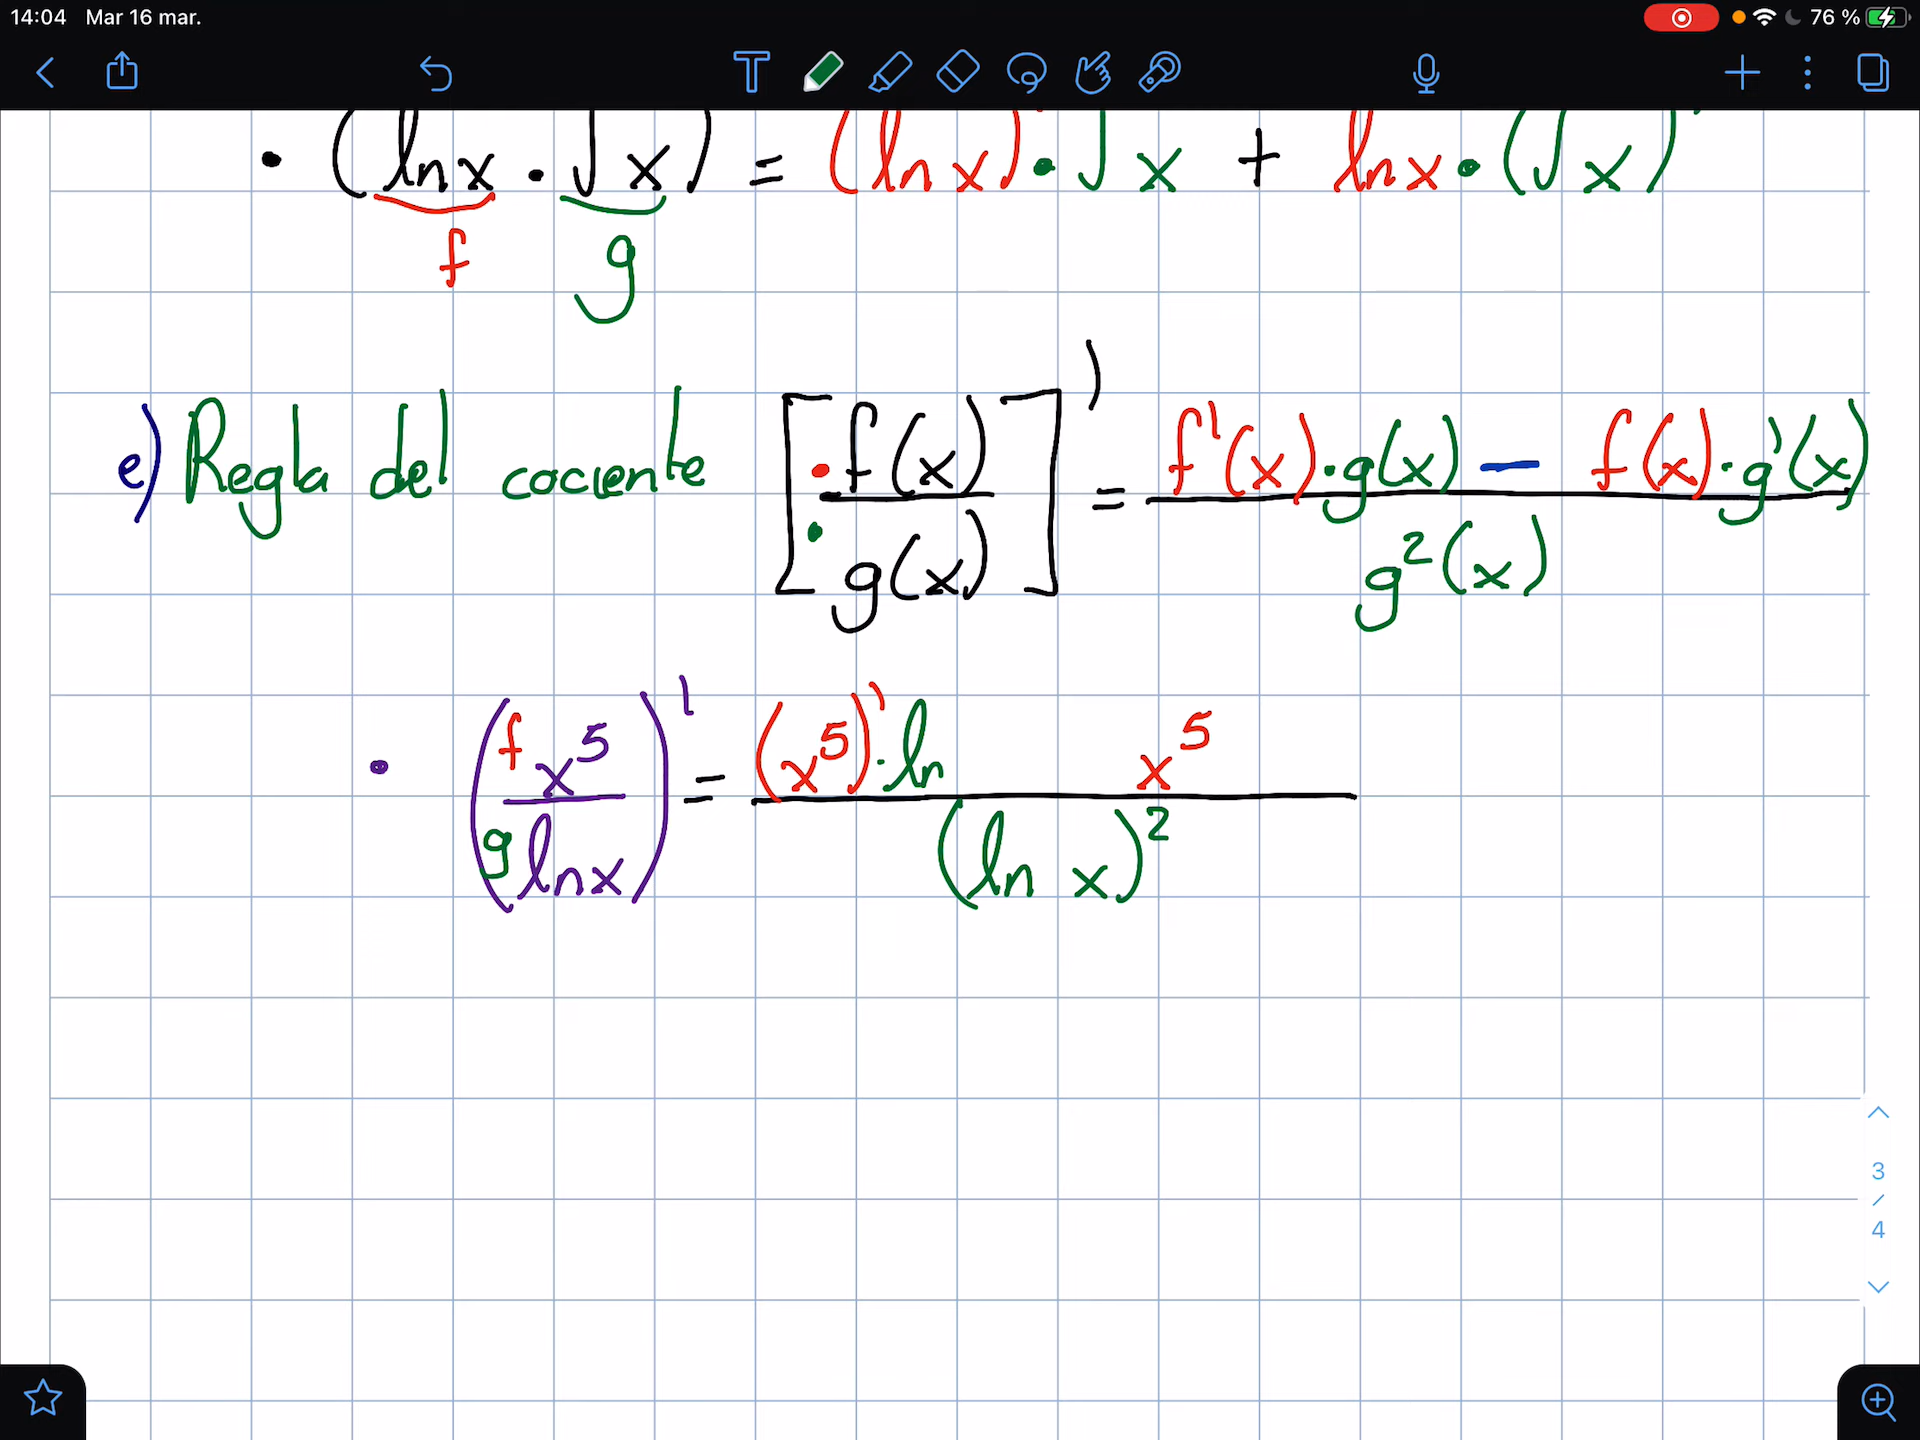 14:04 Mar 16 mar. 76 %
• (ln x • √x) = (ln x)' • √x + ln x • (√x)'
f g
e) Regla del cociente [f(x)/g(x)]' = (f'(x) · g(x) − f(x) · g'(x))/g²(x)
• (f x⁵/g ln x)' = ((x⁵)' · ln x⁵)/(ln x)²
3
/
4